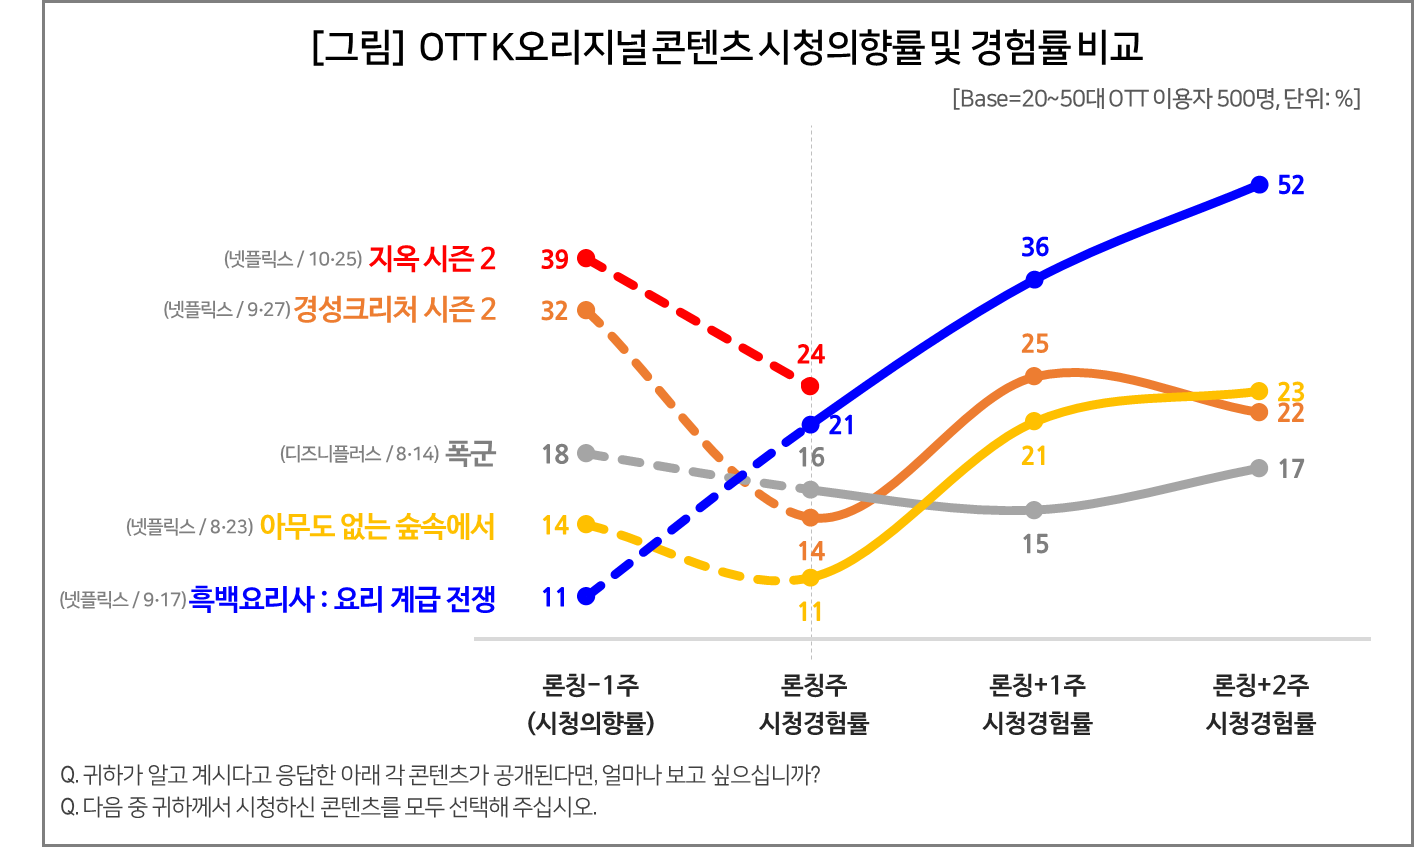 [그림] OTT K오리지널 콘텐츠 시청의향률 및 경험률 비교
[Base=20~50대 OTT 이용자 500명, 단위: %]
52
36
(넷플릭스 / 10·25) 지옥 시즌 2 39
(넷플릭스 / 9·27) 경성크리처 시즌 2 32
24
25
23
22
21
(디즈니플러스 / 8·14) 폭군 18
16
21
17
(넷플릭스 / 8·23) 아무도 없는 숲속에서 14
14
15
(넷플릭스 / 9·17) 흑백요리사 : 요리 계급 전쟁 11
11
론칭-1주 론칭주 론칭+1주 론칭+2주
(시청의향률) 시청경험률 시청경험률 시청경험률
Q. 귀하가 알고 계시다고 응답한 아래 각 콘텐츠가 공개된다면, 얼마나 보고 싶으십니까?
Q. 다음 중 귀하께서 시청하신 콘텐츠를 모두 선택해 주십시오.